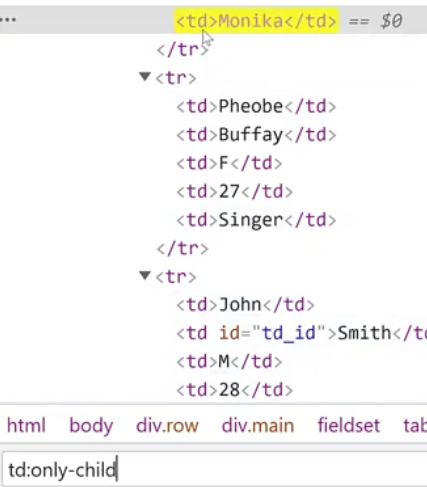 ... <td>Monika</td> == $0
</tr>
▼<tr>
<td>Pheobe</td>
<td>Buffay</td>
<td>F</td>
<td>27</td>
<td>Singer</td>
</tr>
▼<tr>
<td>John</td>
<td id="td_id">Smith</td
<td>M</td>
<td>28</td>
html body div.row div.main fieldset tab
td:only-child